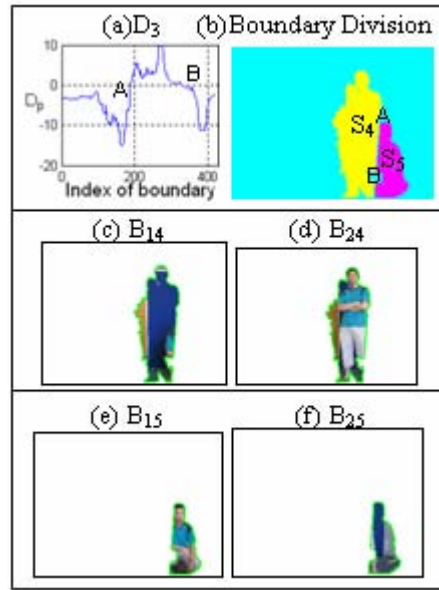 (a)D₃
(b)Boundary Division
10
0
-10
-20
Dₚ
A
B
0
200
400
Index of boundary
S₄
A
S₅
B
(c) B₁₄
(d) B₂₄
(e) B₁₅
(f) B₂₅